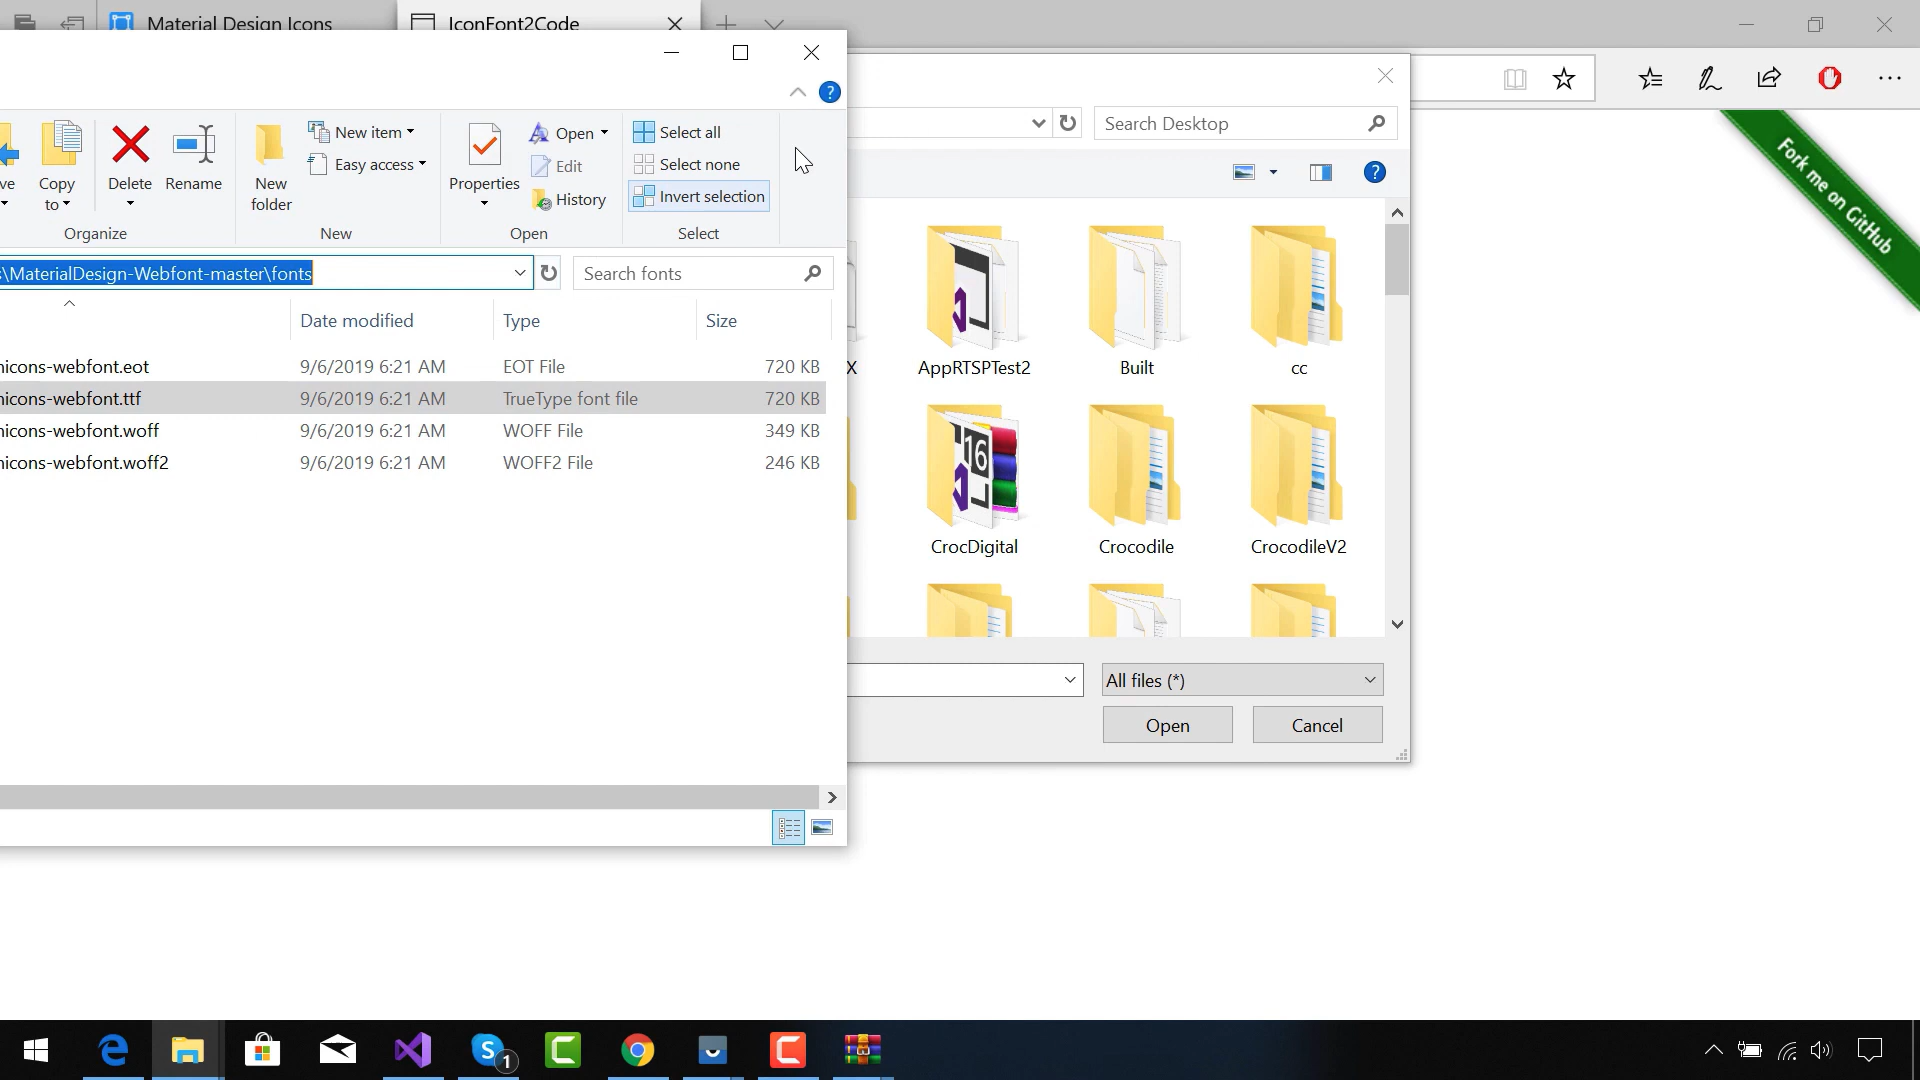 Material Design Icons
IconFont2Code
Search Desktop
ve
Copy to
Delete
Rename
New folder
New item
Easy access
Properties
Open
Edit
History
Select all
Select none
Invert selection
Organize
New
Open
Select
\MaterialDesign-Webfont-master\fonts
Search fonts
Date modified
Type
Size
icons-webfont.eot
9/6/2019 6:21 AM
EOT File
720 KB
icons-webfont.ttf
9/6/2019 6:21 AM
TrueType font file
720 KB
icons-webfont.woff
9/6/2019 6:21 AM
WOFF File
349 KB
icons-webfont.woff2
9/6/2019 6:21 AM
WOFF2 File
246 KB
X
AppRTSPTest2
Built
cc
16
CrocDigital
Crocodile
CrocodileV2
All files (*)
Open
Cancel
Fork me on GitHub
1